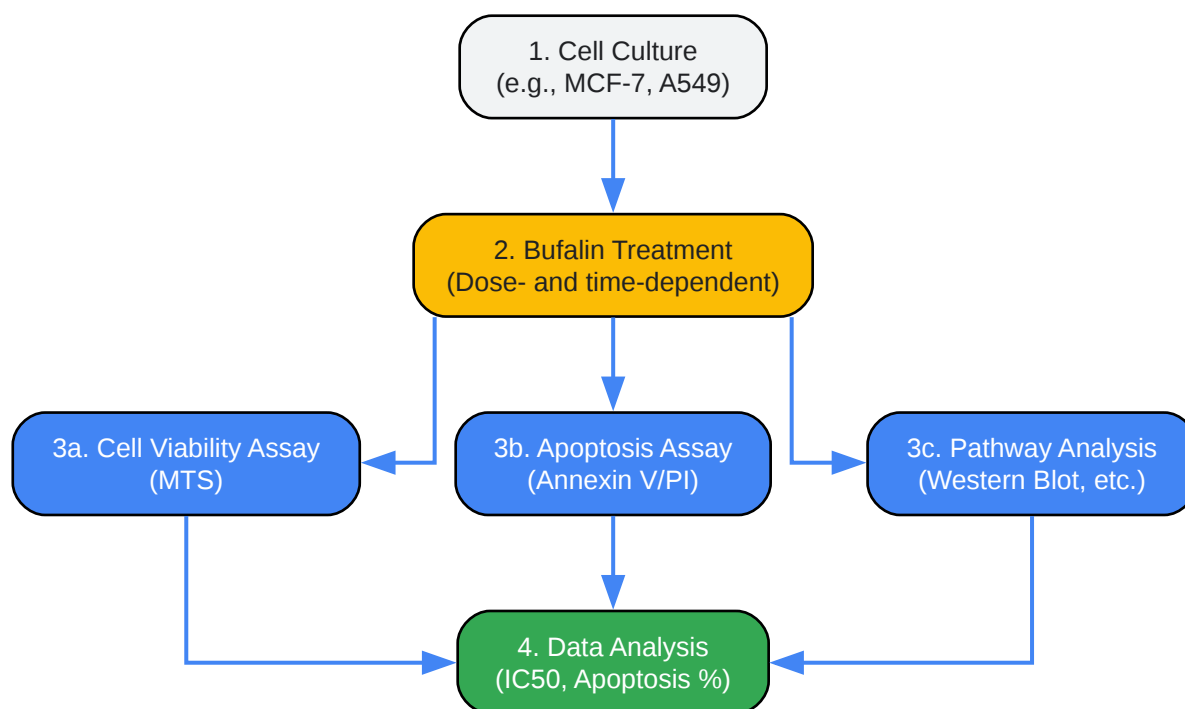 1. Cell Culture
(e.g., MCF-7, A549)
2. Bufalin Treatment
(Dose- and time-dependent)
3a. Cell Viability Assay
(MTS)
3b. Apoptosis Assay
(Annexin V/PI)
3c. Pathway Analysis
(Western Blot, etc.)
4. Data Analysis
(IC50, Apoptosis %)